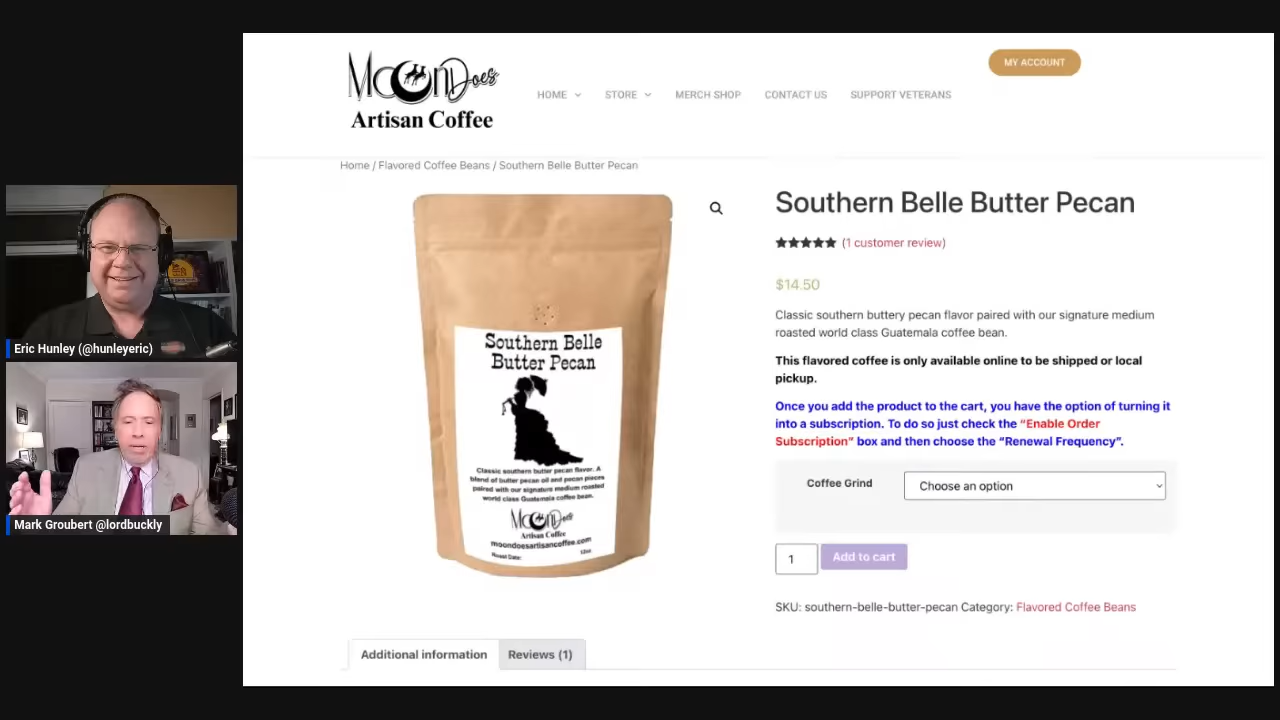 MoonDoes
Artisan Coffee
HOME
STORE
MERCH SHOP
CONTACT US
SUPPORT VETERANS
MY ACCOUNT
Home / Flavored Coffee Beans / Southern Belle Butter Pecan
Southern Belle
Butter Pecan
Classic southern butter pecan flavor. A
blend of butter pecan oil and pecan pieces
paired with our signature medium roasted
world class Guatemala coffee bean.
MoonDoes
Artisan Coffee
moondoesartisancoffee.com
Roast Date:
12oz
Southern Belle Butter Pecan
(1 customer review)
$14.50
Classic southern buttery pecan flavor paired with our signature medium
roasted world class Guatemala coffee bean.
This flavored coffee is only available online to be shipped or local
pickup.
Once you add the product to the cart, you have the option of turning it
into a subscription. To do so just check the “Enable Order
Subscription” box and then choose the “Renewal Frequency”.
Coffee Grind
Choose an option
1
Add to cart
SKU: southern-belle-butter-pecan Category: Flavored Coffee Beans
Additional information
Reviews (1)
Eric Hunley (@hunleyeric)
Mark Groubert @lordbuckly